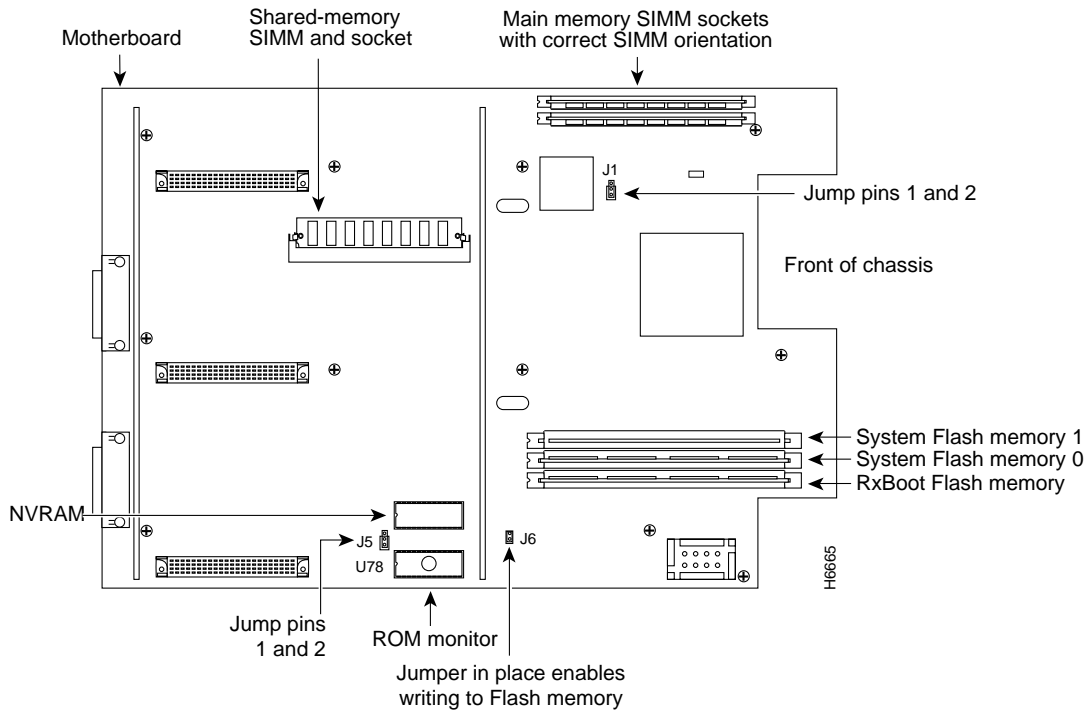 Shared-memory
SIMM and socket
Main memory SIMM sockets
with correct SIMM orientation
Motherboard
J1
Jump pins 1 and 2
Front of chassis
System Flash memory 1
System Flash memory 0
RxBoot Flash memory
NVRAM
J5
J6
U78
H6665
Jump pins
1 and 2
ROM monitor
Jumper in place enables
writing to Flash memory